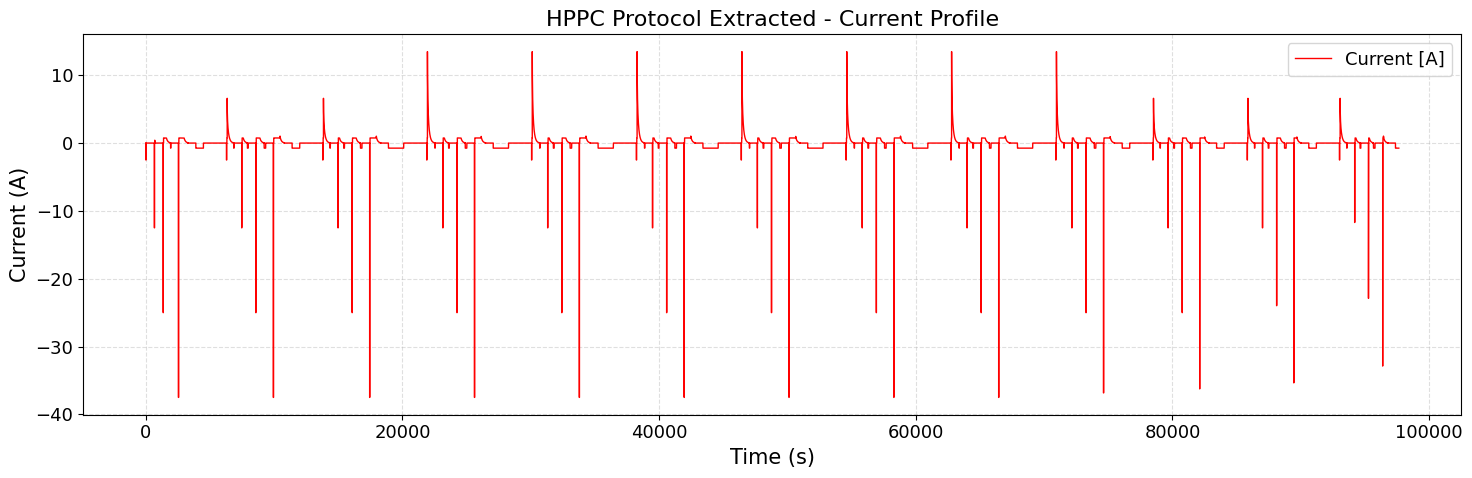 HPPC Protocol Extracted - Current Profile
Current [A]
Current (A)
10
0
−10
−20
−30
−40
0 20000 40000 60000 80000 100000
Time (s)